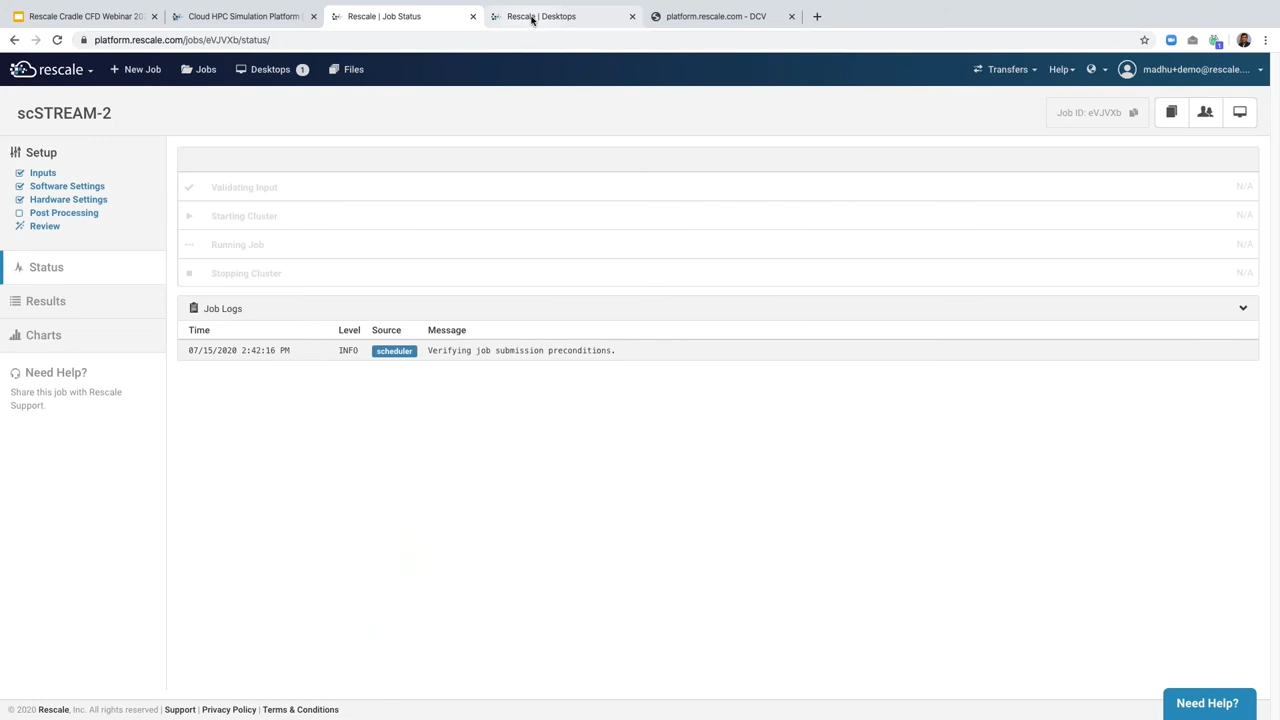 Rescale Cradle CFD Webinar 20
Cloud HPC Simulation Platform
Rescale | Job Status
Rescale | Desktops
platform.rescale.com - DCV
platform.rescale.com/jobs/eVJVXb/status/
1
rescale
New Job
Jobs
Desktops 1
Files
Transfers
Help
madhu+demo@rescale....
scSTREAM-2
Job ID: eVJVXb
Setup
Inputs
Software Settings
Hardware Settings
Post Processing
Review
Status
Results
Charts
Need Help?
Share this job with Rescale
Support.
Validating Input N/A
Starting Cluster N/A
Running Job N/A
Stopping Cluster N/A
Job Logs
Time Level Source Message
07/15/2020 2:42:16 PM INFO scheduler Verifying job submission preconditions.
© 2020 Rescale, Inc. All rights reserved | Support | Privacy Policy | Terms & Conditions
Need Help?